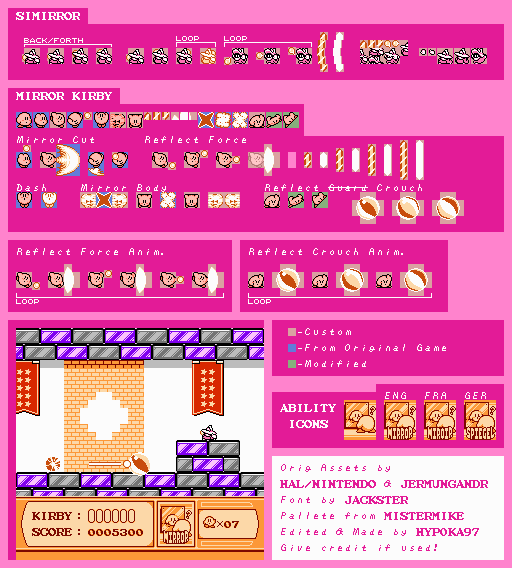 SIMIRROR
BACK/FORTH
LOOP
LOOP
MIRROR KIRBY
Mirror Cut
Reflect Force
Dash
Mirror Body
Reflect Guard Crouch
Reflect Force Anim.
LOOP
Reflect Crouch Anim.
LOOP
-Custom
-From Original Game
-Modified
ABILITY ICONS
ENG
FRA
GER
MIRROR
MIROIR
SPIEGEL
KIRBY : 000000
SCORE : 0005300
MIRROR
×07
Orig Assets by
HAL/NINTENDO & JERMUNGANDR
Font by JACKSTER
Pallete from MISTERMIKE
Edited & Made by HYPOKA97
Give credit if used!